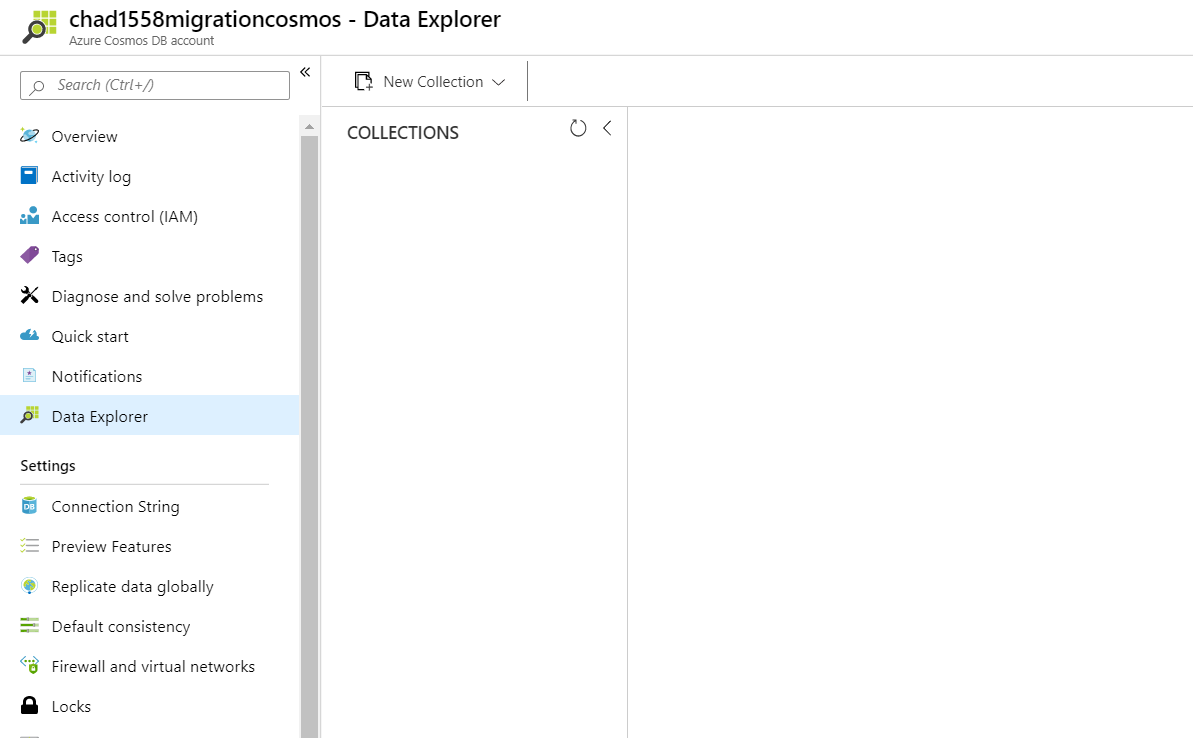 chad1558migrationcosmos - Data Explorer
Azure Cosmos DB account
Search (Ctrl+/)
«
New Collection
COLLECTIONS
Overview
Activity log
Access control (IAM)
Tags
Diagnose and solve problems
Quick start
Notifications
Data Explorer
Settings
DB
Connection String
Preview Features
Replicate data globally
Default consistency
Firewall and virtual networks
Locks